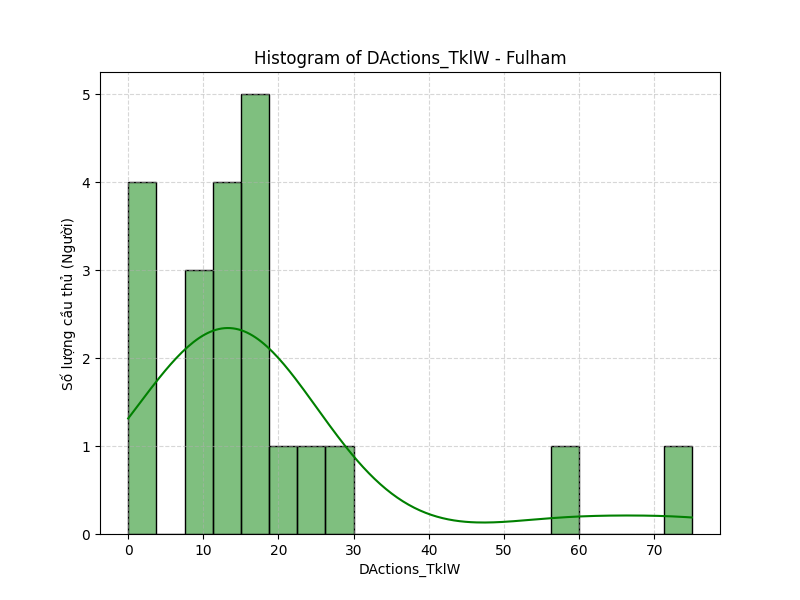 Histogram of DActions_TklW - Fulham
Số lượng cầu thủ (Người)
5
4
3
2
1
0
0 10 20 30 40 50 60 70
DActions_TklW